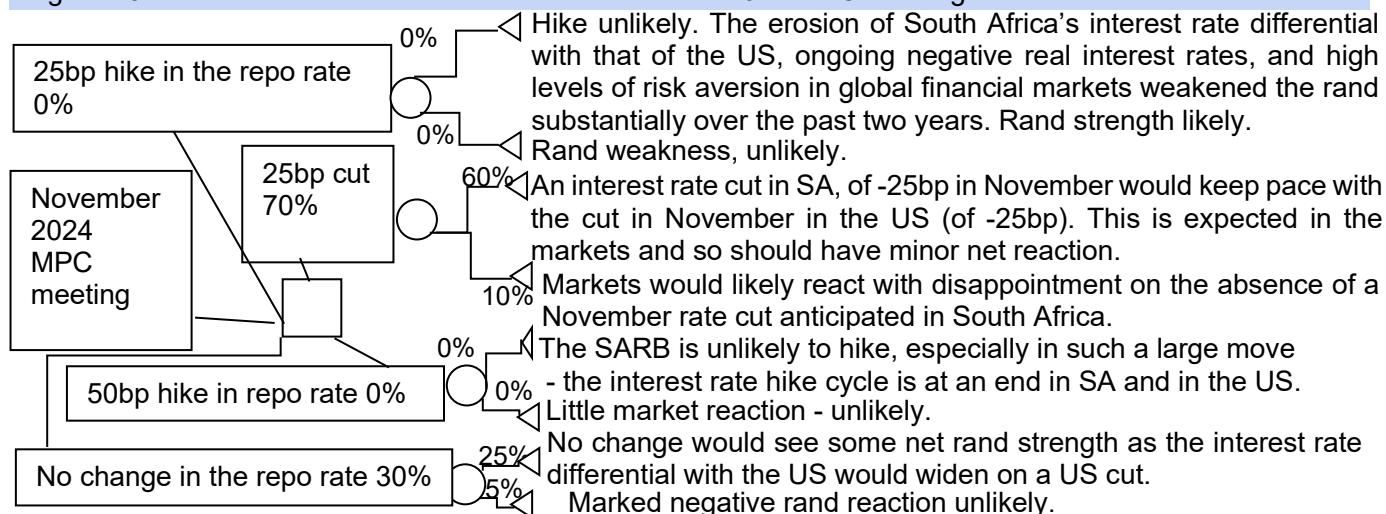 0%
Hike unlikely. The erosion of South Africa's interest rate differential
with that of the US, ongoing negative real interest rates, and high
levels of risk aversion in global financial markets weakened the rand
substantially over the past two years. Rand strength likely.
25bp hike in the repo rate
0%
0%
Rand weakness, unlikely.
25bp cut
70%
60%
An interest rate cut in SA, of -25bp in November would keep pace with
the cut in November in the US (of -25bp). This is expected in the
markets and so should have minor net reaction.
November
2024
MPC
meeting
10%
Markets would likely react with disappointment on the absence of a
November rate cut anticipated in South Africa.
0%
The SARB is unlikely to hike, especially in such a large move
- the interest rate hike cycle is at an end in SA and in the US.
50bp hike in repo rate 0%
0%
Little market reaction - unlikely.
25%
No change would see some net rand strength as the interest rate
differential with the US would widen on a US cut.
No change in the repo rate 30%
5%
Marked negative rand reaction unlikely.